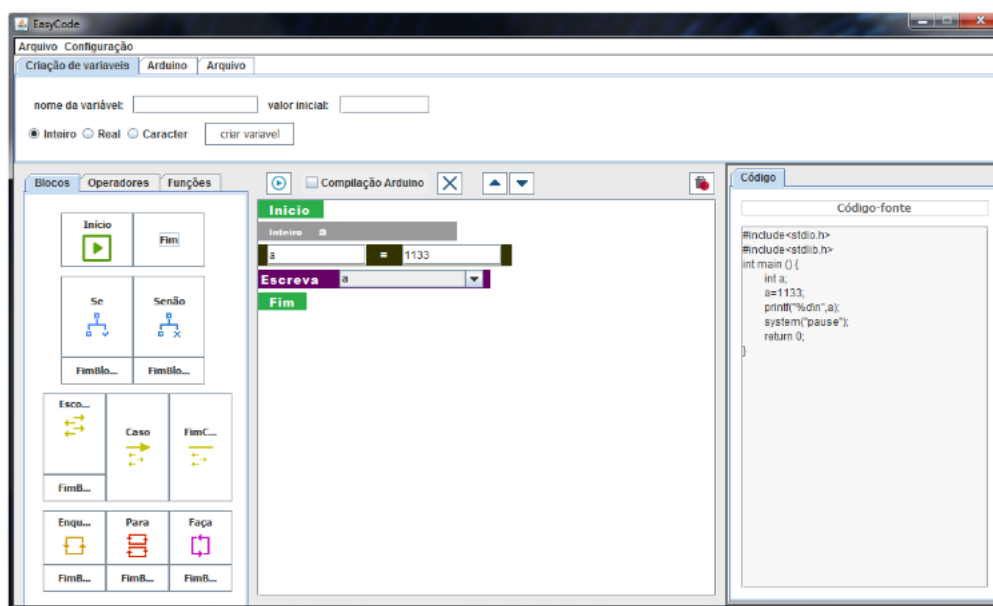 EasyCode
Arquivo Configuração
Criação de variaveis Arduino Arquivo
nome da variável: valor inicial:
Inteiro Real Caracter criar variavel
Blocos Operadores Funções
Início
Fim
Se Senão
FimBlo... FimBlo...
Esco...
Caso FimC...
FimB...
Enqu... Para Faça
FimB... FimB... FimB...
Compilação Arduino
Inicio
Inteiro a
a = 1133
Escreva a
Fim
Código
Código-fonte
#include<stdio.h>
#include<stdlib.h>
int main () {
int a;
a=1133;
printf("%d\n",a);
system("pause");
return 0;
}